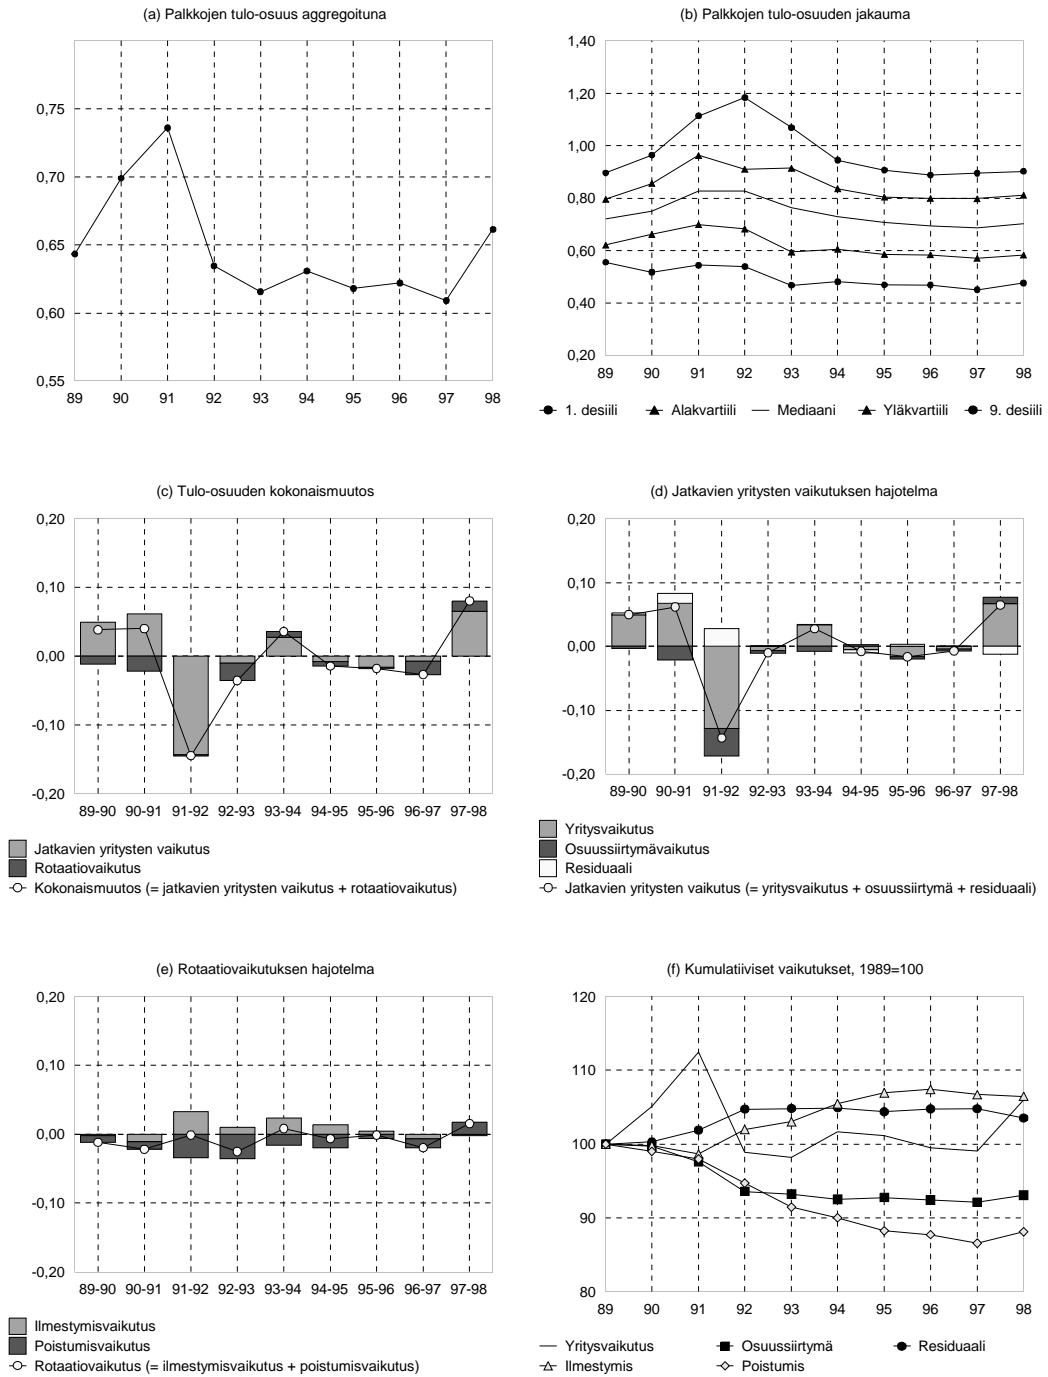 (a) Palkkojen tulo-osuus aggregoituna
0,75
0,70
0,65
0,60
0,55
89 90 91 92 93 94 95 96 97 98
(b) Palkkojen tulo-osuuden jakauma
1,40
1,20
1,00
0,80
0,60
0,40
0,20
89 90 91 92 93 94 95 96 97 98
1. desiili Alakvartiili Mediaani Yläkvartiili 9. desiili
(c) Tulo-osuuden kokonaismuutos
0,20
0,10
0,00
-0,10
-0,20
89-90 90-91 91-92 92-93 93-94 94-95 95-96 96-97 97-98
Jatkavien yritysten vaikutus
Rotaatiovaikutus
Kokonaismuutos (= jatkavien yritysten vaikutus + rotaatiovaikutus)
(d) Jatkavien yritysten vaikutuksen hajotelma
0,20
0,10
0,00
-0,10
-0,20
89-90 90-91 91-92 92-93 93-94 94-95 95-96 96-97 97-98
Yritysvaikutus
Osuussiirtymävaikutus
Residuaali
Jatkavien yritysten vaikutus (= yritysvaikutus + osuussiirtymä + residuaali)
(e) Rotaatiovaikutuksen hajotelma
0,20
0,10
0,00
-0,10
-0,20
89-90 90-91 91-92 92-93 93-94 94-95 95-96 96-97 97-98
Ilmestymisvaikutus
Poistumisvaikutus
Rotaatiovaikutus (= ilmestymisvaikutus + poistumisvaikutus)
(f) Kumulatiiviset vaikutukset, 1989=100
120
110
100
90
80
89 90 91 92 93 94 95 96 97 98
Yritysvaikutus Osuussiirtymä Residuaali
Ilmestymis Poistumis